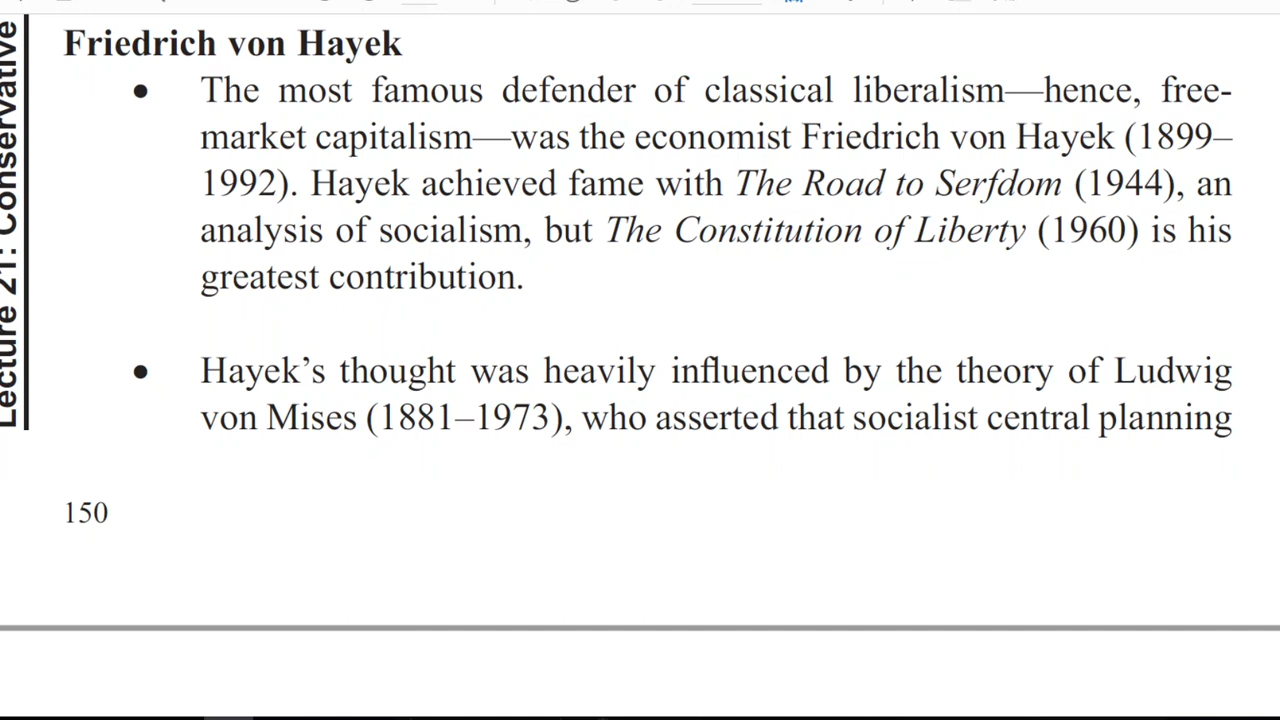 Lecture 21: Conservative
Friedrich von Hayek
• The most famous defender of classical liberalism—hence, free-
market capitalism—was the economist Friedrich von Hayek (1899–
1992). Hayek achieved fame with The Road to Serfdom (1944), an
analysis of socialism, but The Constitution of Liberty (1960) is his
greatest contribution.
• Hayek’s thought was heavily influenced by the theory of Ludwig
von Mises (1881–1973), who asserted that socialist central planning
150